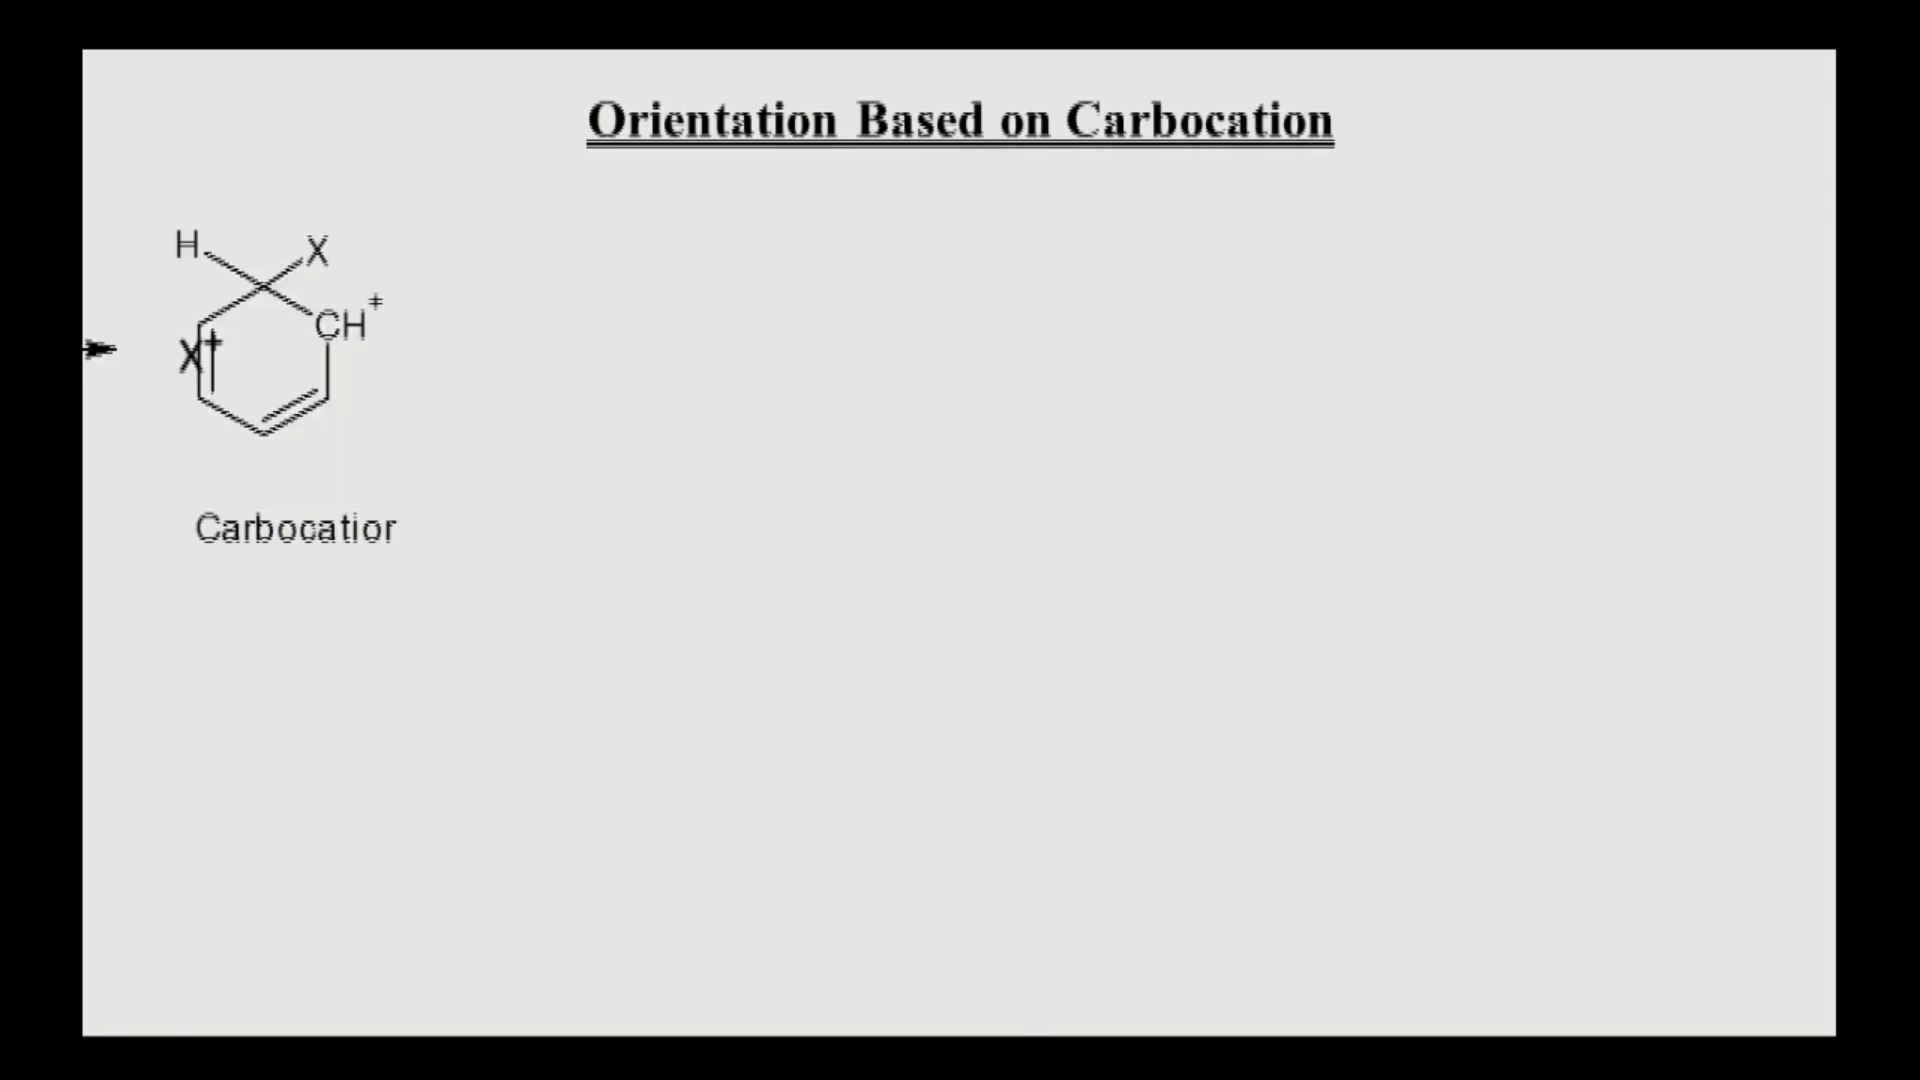 Orientation Based on Carbocation
H X
CH+
X+
Carbocatior